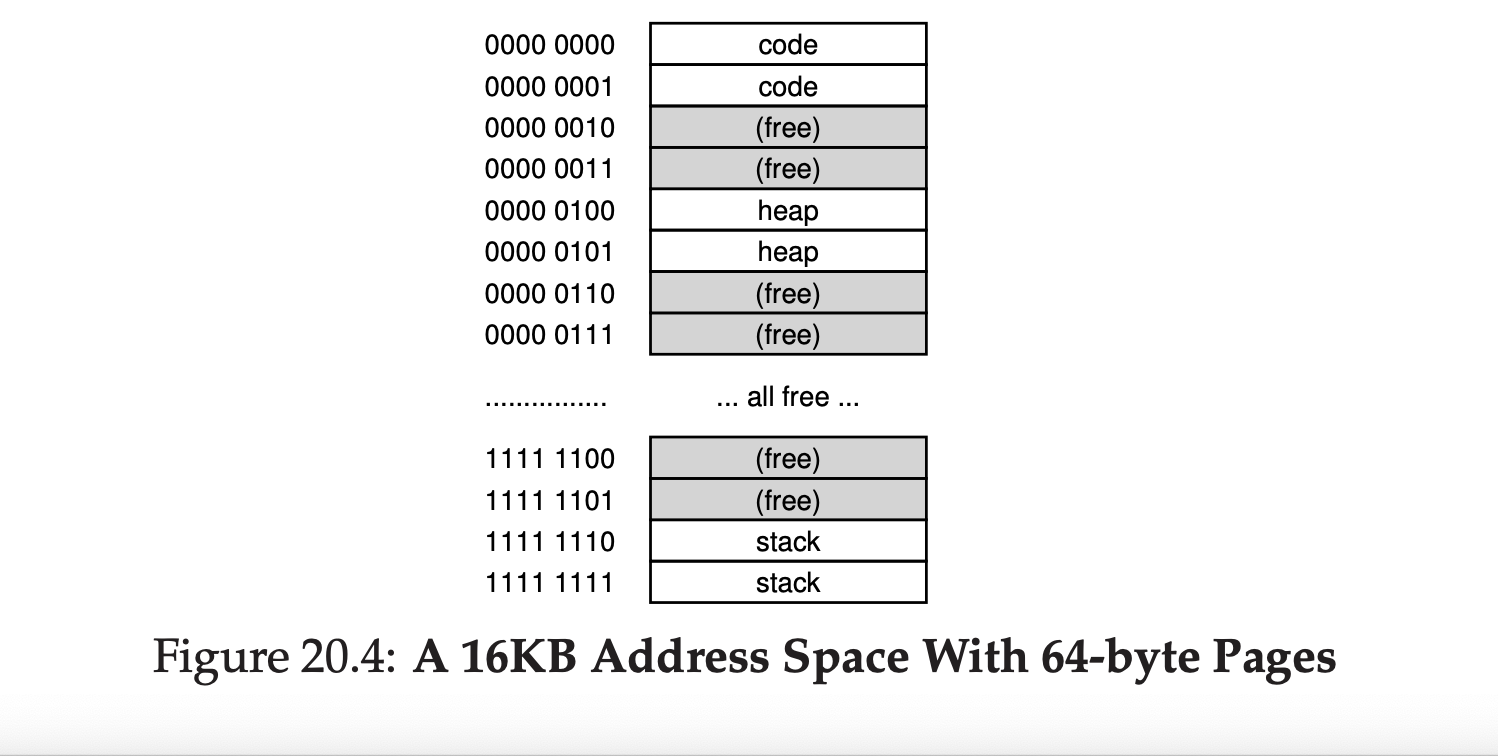 0000 0000 code
0000 0001 code
0000 0010 (free)
0000 0011 (free)
0000 0100 heap
0000 0101 heap
0000 0110 (free)
0000 0111 (free)
................ ... all free ...
1111 1100 (free)
1111 1101 (free)
1111 1110 stack
1111 1111 stack
Figure 20.4: A 16KB Address Space With 64-byte Pages